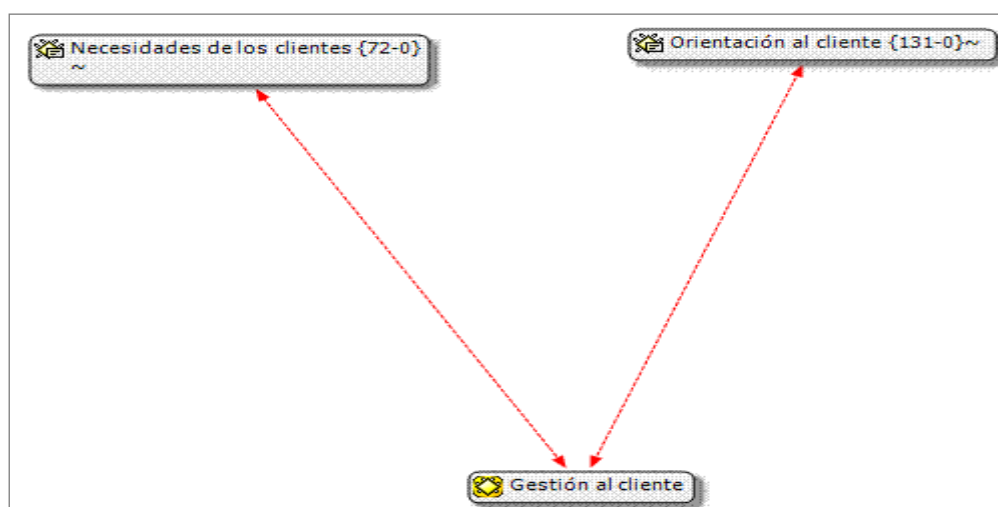 Necesidades de los clientes {72-0}
~
Orientación al cliente {131-0}~
Gestión al cliente